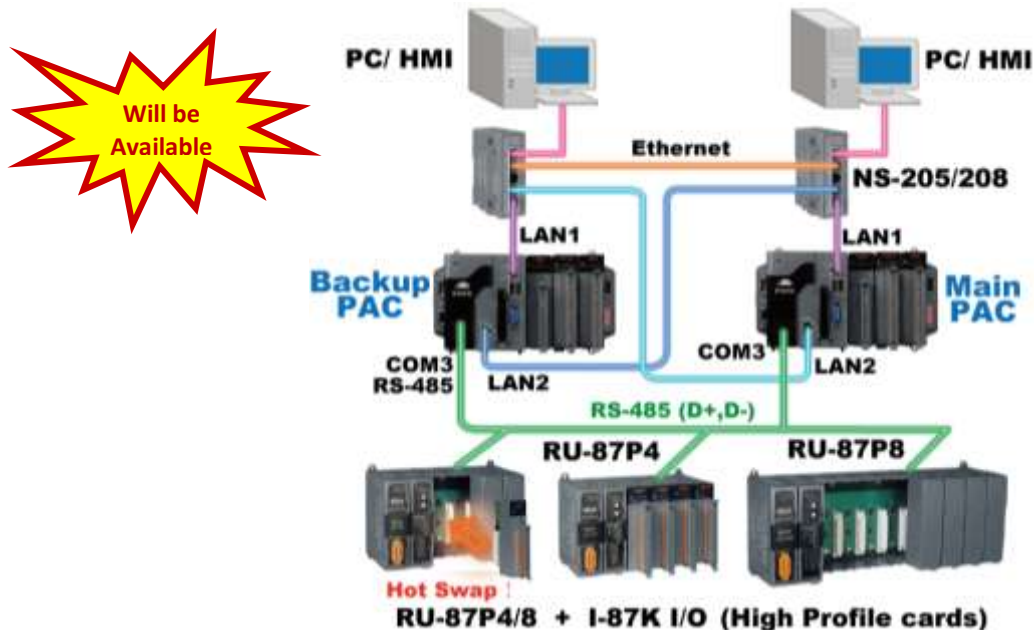 Will be
Available
PC/ HMI
PC/ HMI
Ethernet
NS-205/208
LAN1
LAN1
Backup
PAC
Main
PAC
COM3
RS-485
LAN2
COM3
LAN2
RS-485 (D+,D-)
RU-87P4
RU-87P8
Hot Swap !
RU-87P4/8 + I-87K I/O (High Profile cards)